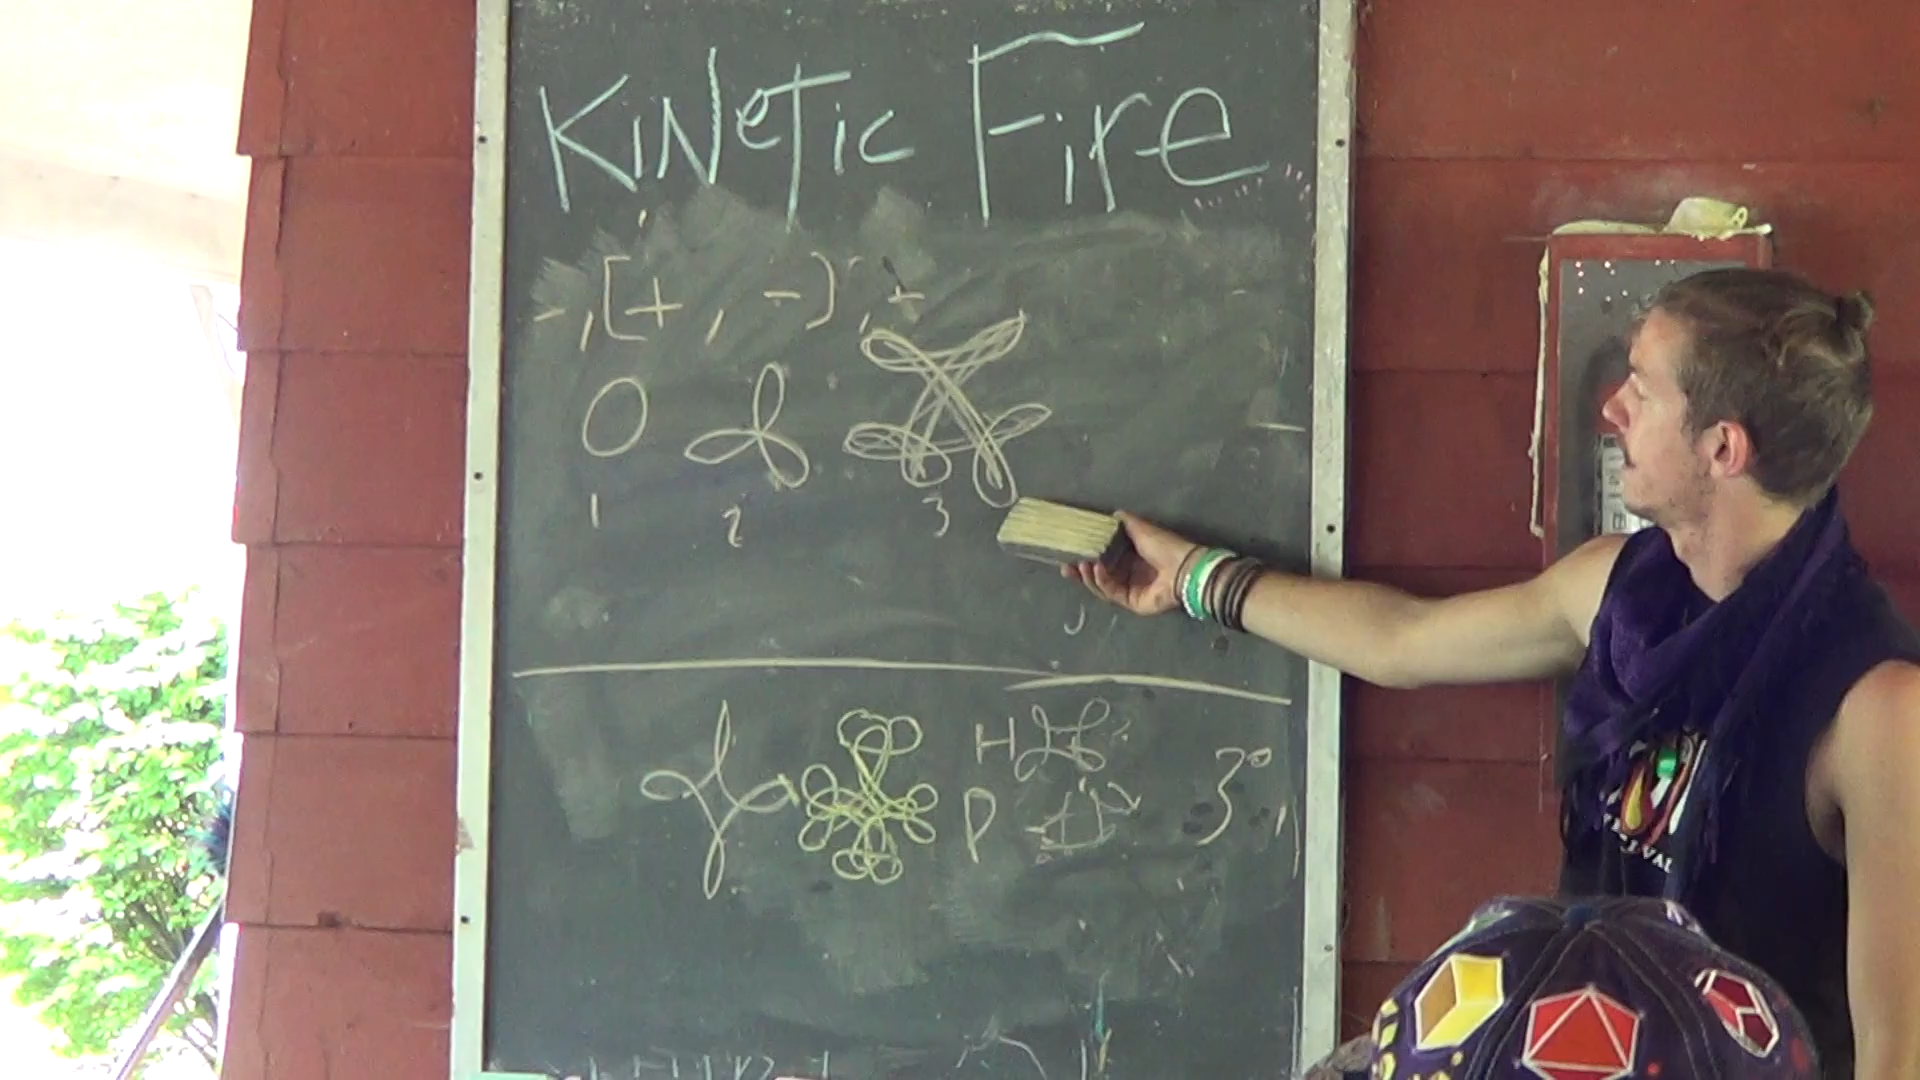 KiNeTic Fire
-, [+, -], +
1 2 3
H
P 3°